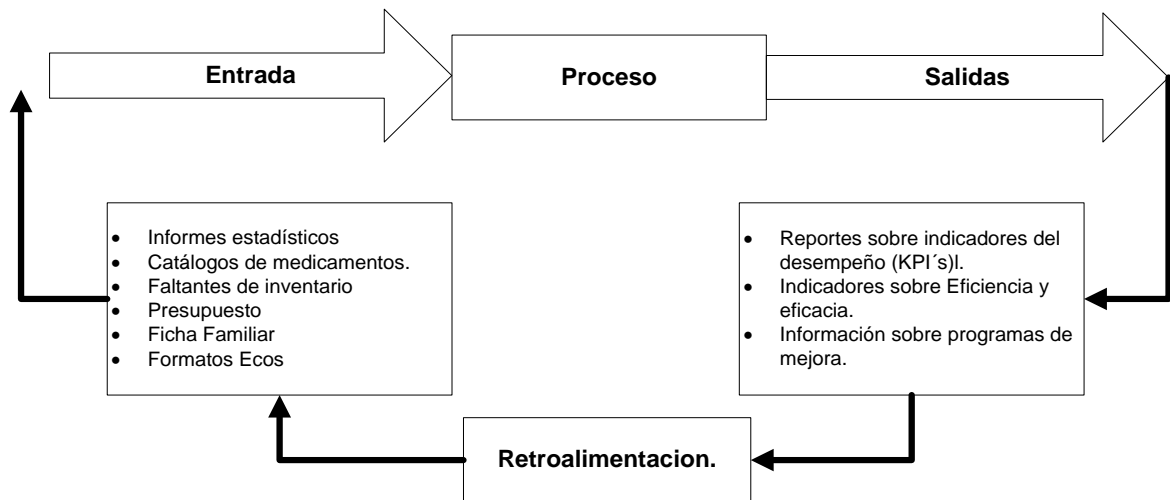 Entrada
Proceso
Salidas
• Informes estadísticos
• Catálogos de medicamentos.
• Faltantes de inventario
• Presupuesto
• Ficha Familiar
• Formatos Ecos
• Reportes sobre indicadores del
desempeño (KPI´s)l.
• Indicadores sobre Eficiencia y
eficacia.
• Información sobre programas de
mejora.
Retroalimentacion.